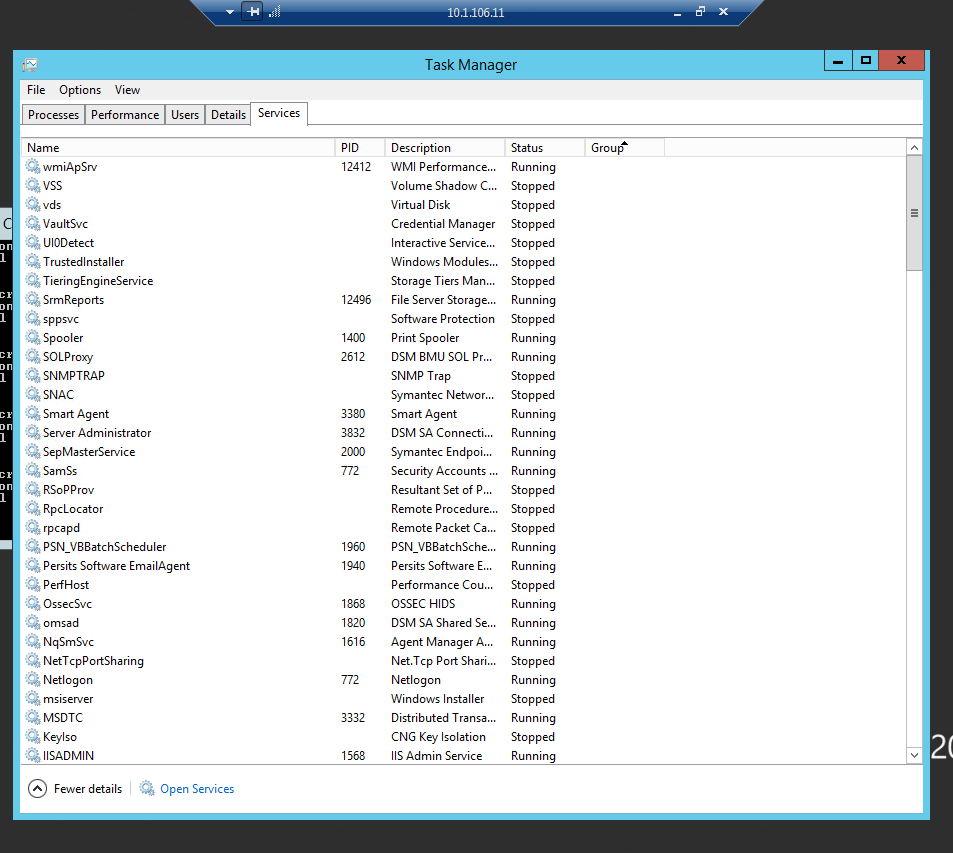 10.1.106.11
Task Manager
File Options View
Processes Performance Users Details Services
Name PID Description Status Group
wmiApSrv 12412 WMI Performance... Running
VSS Volume Shadow C... Stopped
vds Virtual Disk Stopped
VaultSvc Credential Manager Stopped
UI0Detect Interactive Service... Stopped
TrustedInstaller Windows Modules... Stopped
TieringEngineService Storage Tiers Man... Stopped
SrmReports 12496 File Server Storage... Running
sppsvc Software Protection Stopped
Spooler 1400 Print Spooler Running
SOLProxy 2612 DSM BMU SOL Pr... Running
SNMPTRAP SNMP Trap Stopped
SNAC Symantec Networ... Stopped
Smart Agent 3380 Smart Agent Running
Server Administrator 3832 DSM SA Connecti... Running
SepMasterService 2000 Symantec Endpoi... Running
SamSs 772 Security Accounts ... Running
RSoPProv Resultant Set of P... Stopped
RpcLocator Remote Procedure... Stopped
rpcapd Remote Packet Ca... Stopped
PSN_VBBatchScheduler 1960 PSN_VBBatchSche... Running
Persits Software EmailAgent 1940 Persits Software E... Running
PerfHost Performance Cou... Stopped
OssecSvc 1868 OSSEC HIDS Running
omsad 1820 DSM SA Shared Se... Running
NqSmSvc 1616 Agent Manager A... Running
NetTcpPortSharing Net.Tcp Port Shari... Stopped
Netlogon 772 Netlogon Running
msiserver Windows Installer Stopped
MSDTC 3332 Distributed Transa... Running
KeyIso CNG Key Isolation Stopped
IISADMIN 1568 IIS Admin Service Running
Fewer details Open Services
20